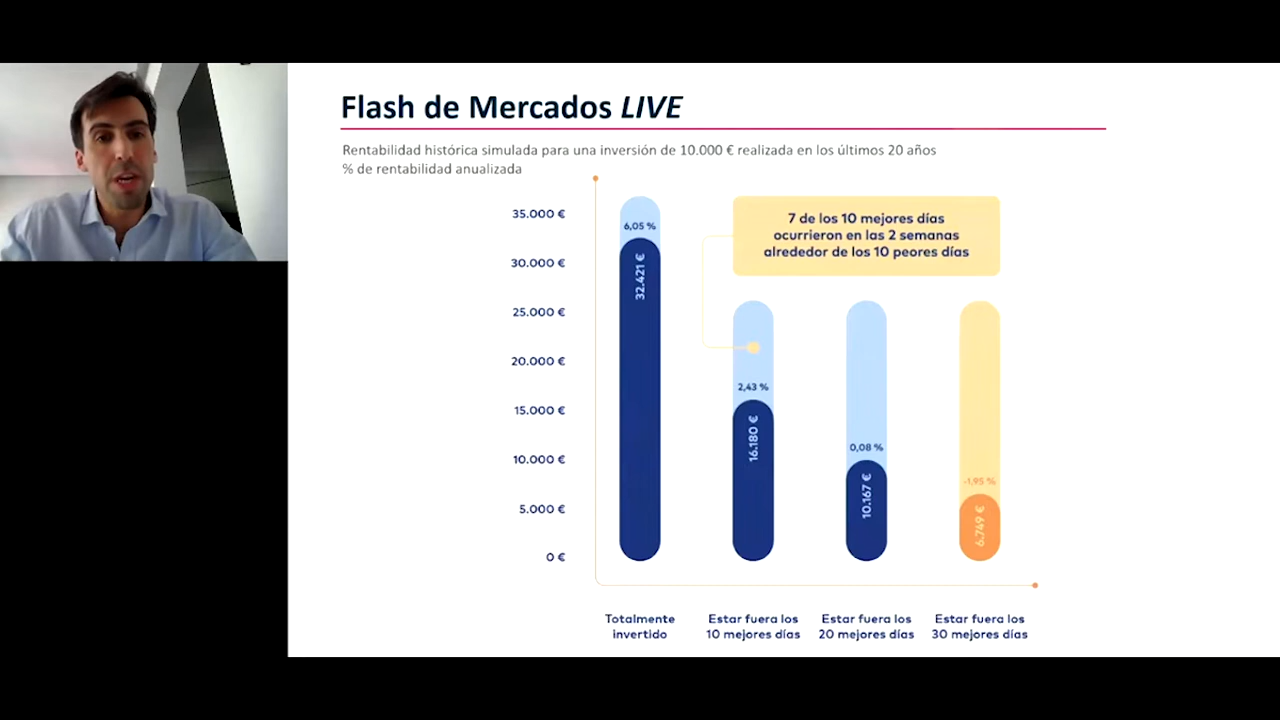 Flash de Mercados LIVE
Rentabilidad histórica simulada para una inversión de 10.000 € realizada en los últimos 20 años
% de rentabilidad anualizada
35.000 €
30.000 €
25.000 €
20.000 €
15.000 €
10.000 €
5.000 €
0 €
6,05 %
32.421 €
7 de los 10 mejores días
ocurrieron en las 2 semanas
alrededor de los 10 peores días
2,43 %
16.180 €
0,08 %
10.167 €
-1,95 %
6.749 €
Totalmente
invertido
Estar fuera los
10 mejores días
Estar fuera los
20 mejores días
Estar fuera los
30 mejores días